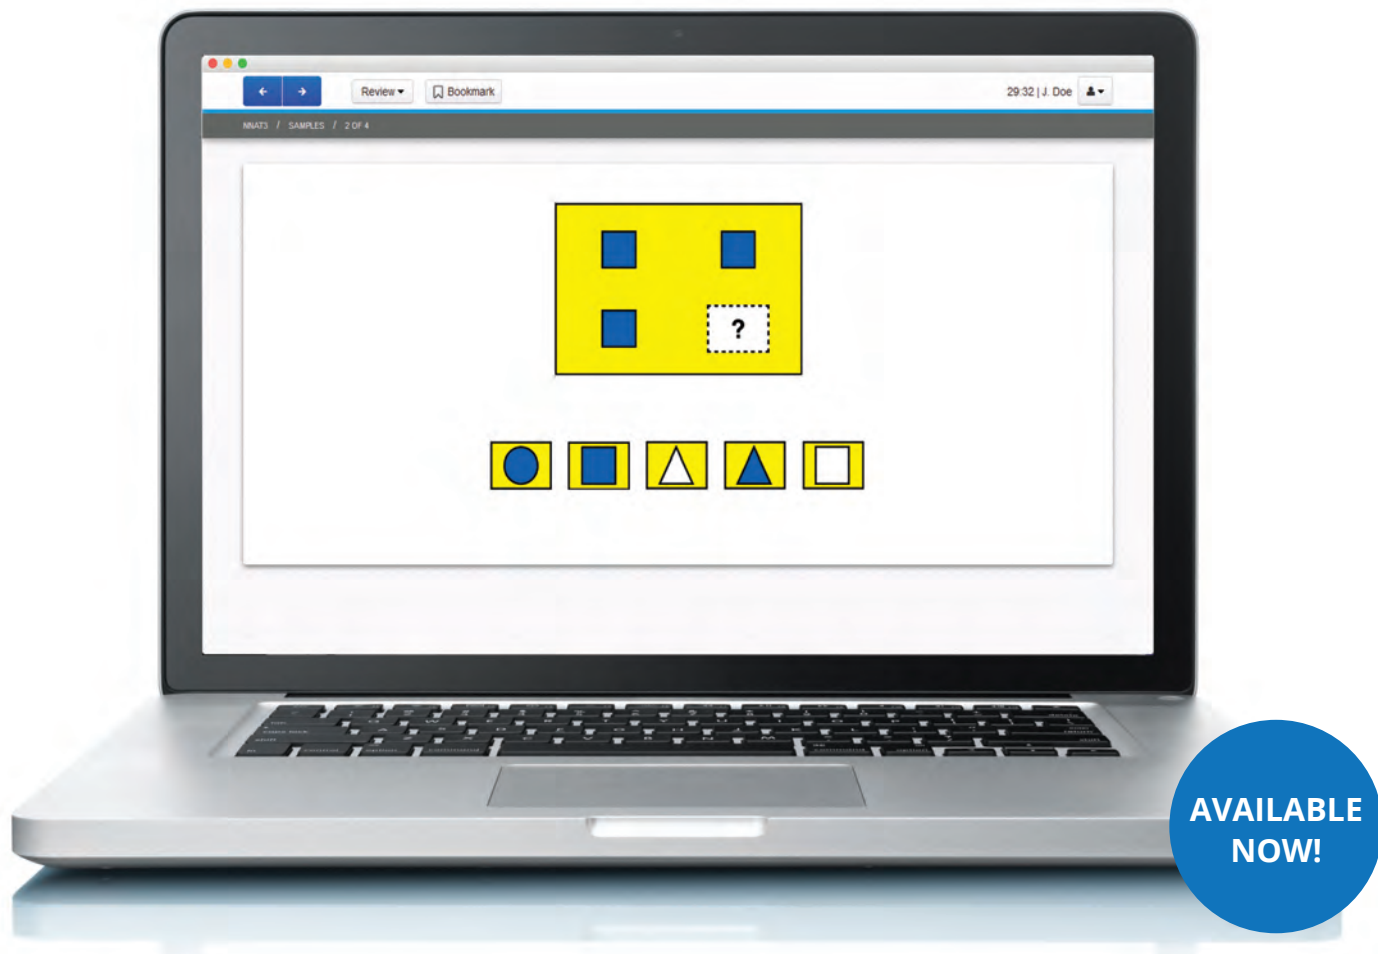 Review
Bookmark
29:32 | J. Doe
NNAT3 / SAMPLES / 2 OF 4
?
AVAILABLE
NOW!